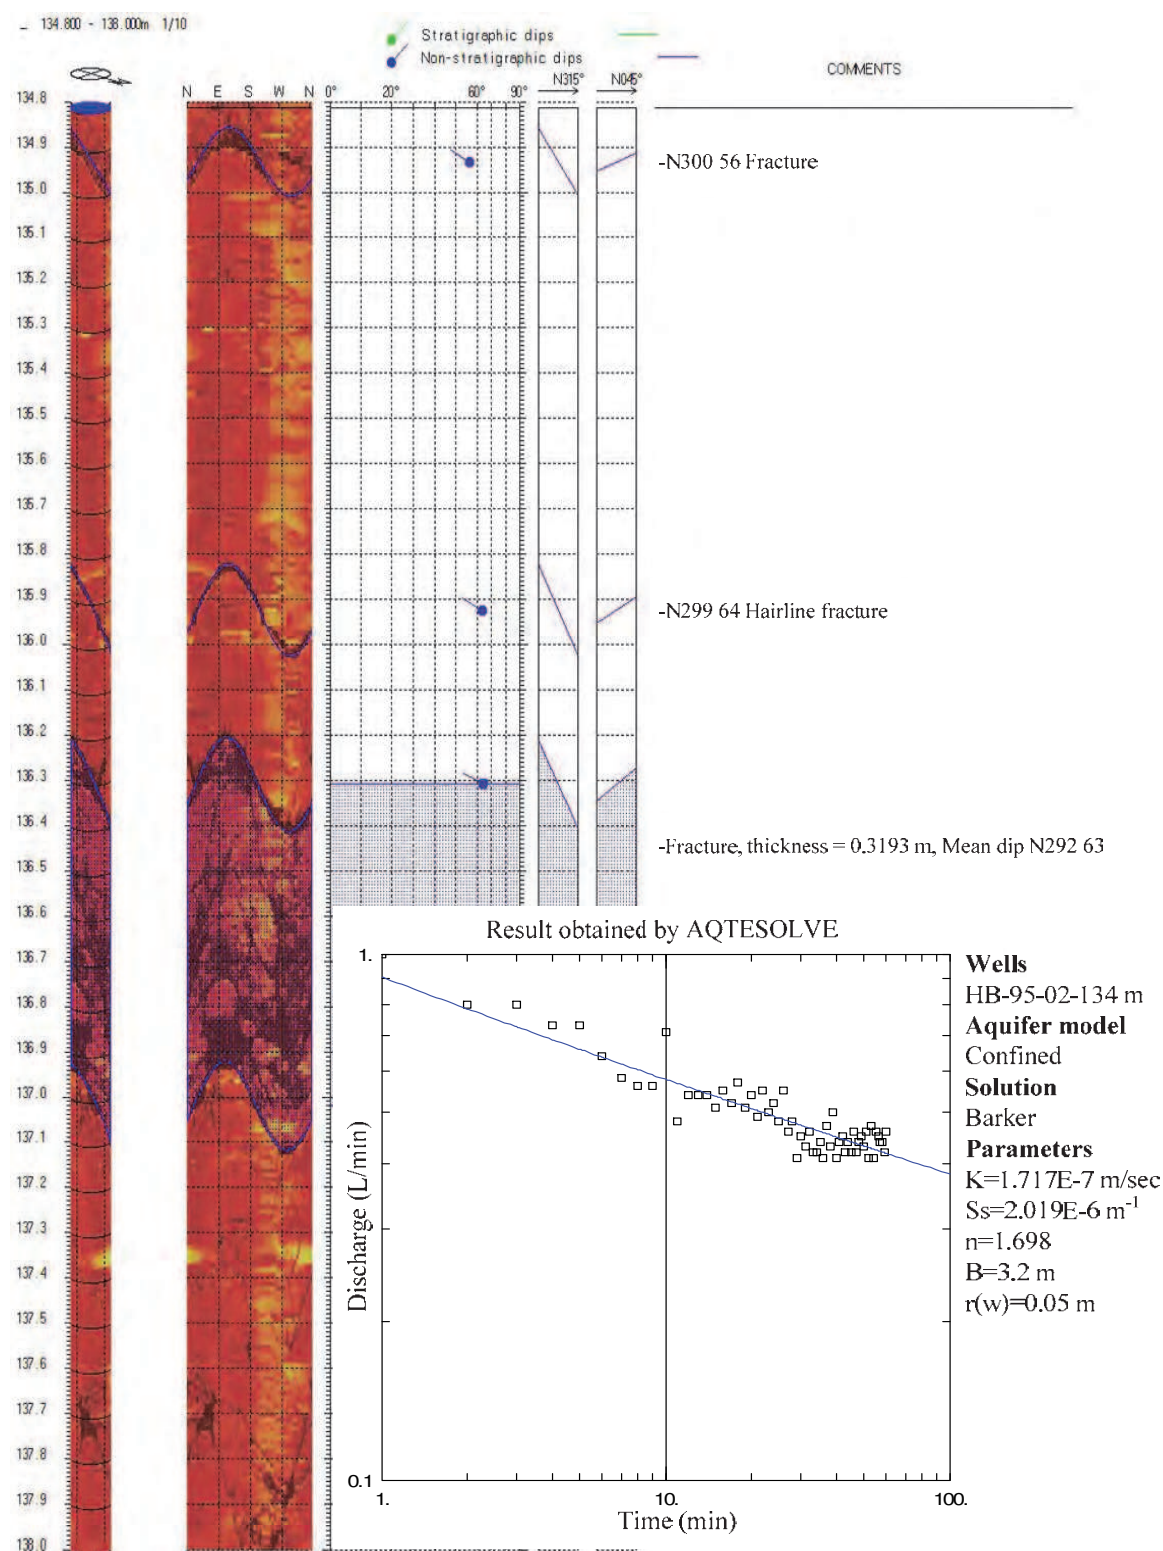 134.800 - 138.000m 1/10
Stratigraphic dips
Non-stratigraphic dips
COMMENTS
N E S W N
0° 20° 60° 90°
N315° N045°
134.8
134.9
135.0
135.1
135.2
135.3
135.4
135.5
135.6
135.7
135.8
135.9
136.0
136.1
136.2
136.3
136.4
136.5
136.6
136.7
136.8
136.9
137.0
137.1
137.2
137.3
137.4
137.5
137.6
137.7
137.8
137.9
138.0
-N300 56 Fracture
-N299 64 Hairline fracture
-Fracture, thickness = 0.3193 m, Mean dip N292 63
Result obtained by AQTESOLVE
1.
0.1
Discharge (L/min)
1. 10. 100.
Time (min)
Wells
HB-95-02-134 m
Aquifer model
Confined
Solution
Barker
Parameters
K=1.717E-7 m/sec
Ss=2.019E-6 m⁻¹
n=1.698
B=3.2 m
r(w)=0.05 m